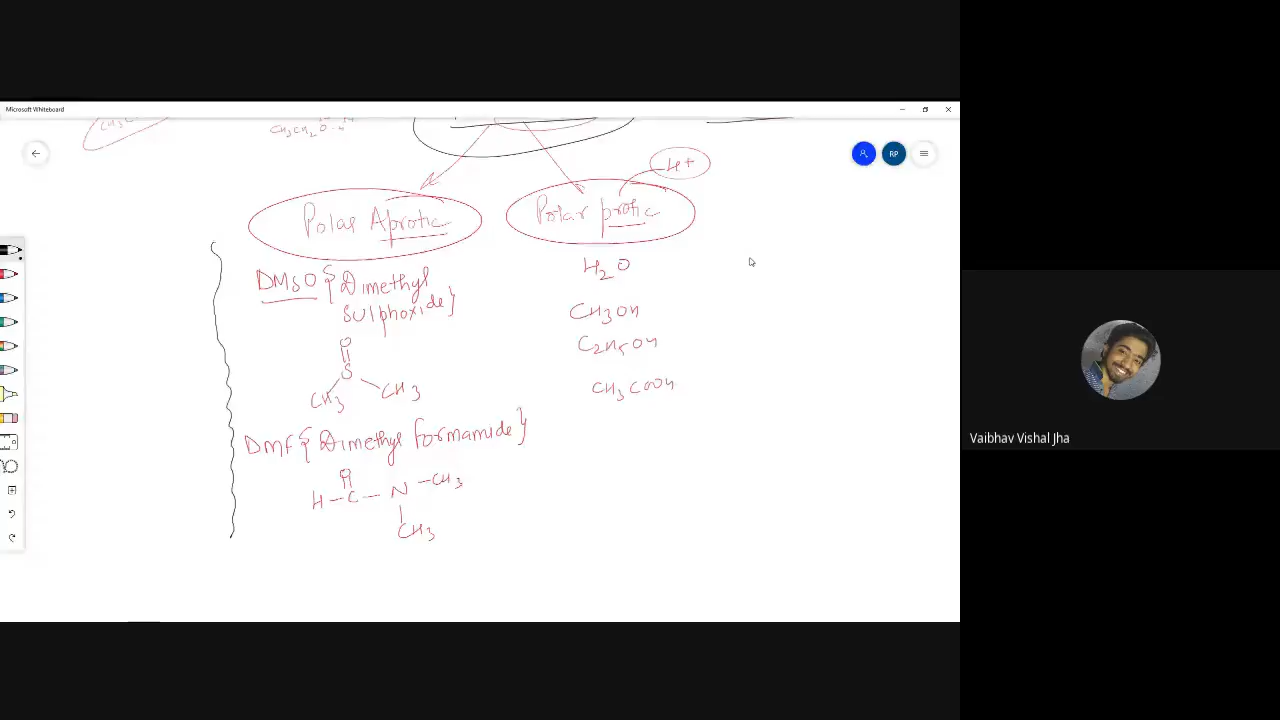 Microsoft Whiteboard
CH3CH2
RP
H+
Polar Aprotic
Polar protic
DMSO {Dimethyl
sulphoxide}
O
S
CH3 CH3
DMF {Dimethyl formamide}
O
H - C - N - CH3
CH3
H2O
CH3OH
C2H5OH
CH3COOH
Vaibhav Vishal Jha